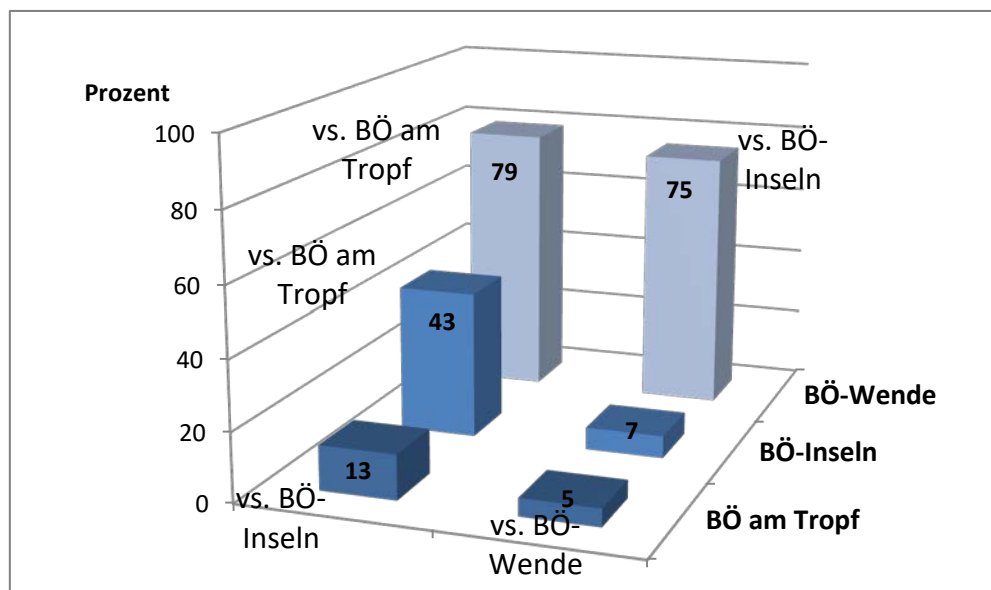 Prozent
100
80
60
40
20
0
vs. BÖ am
Tropf
vs. BÖ-
Inseln
79
75
vs. BÖ am
Tropf
43
7
13
5
vs. BÖ-
Inseln
vs. BÖ-
Wende
BÖ-Wende
BÖ-Inseln
BÖ am Tropf